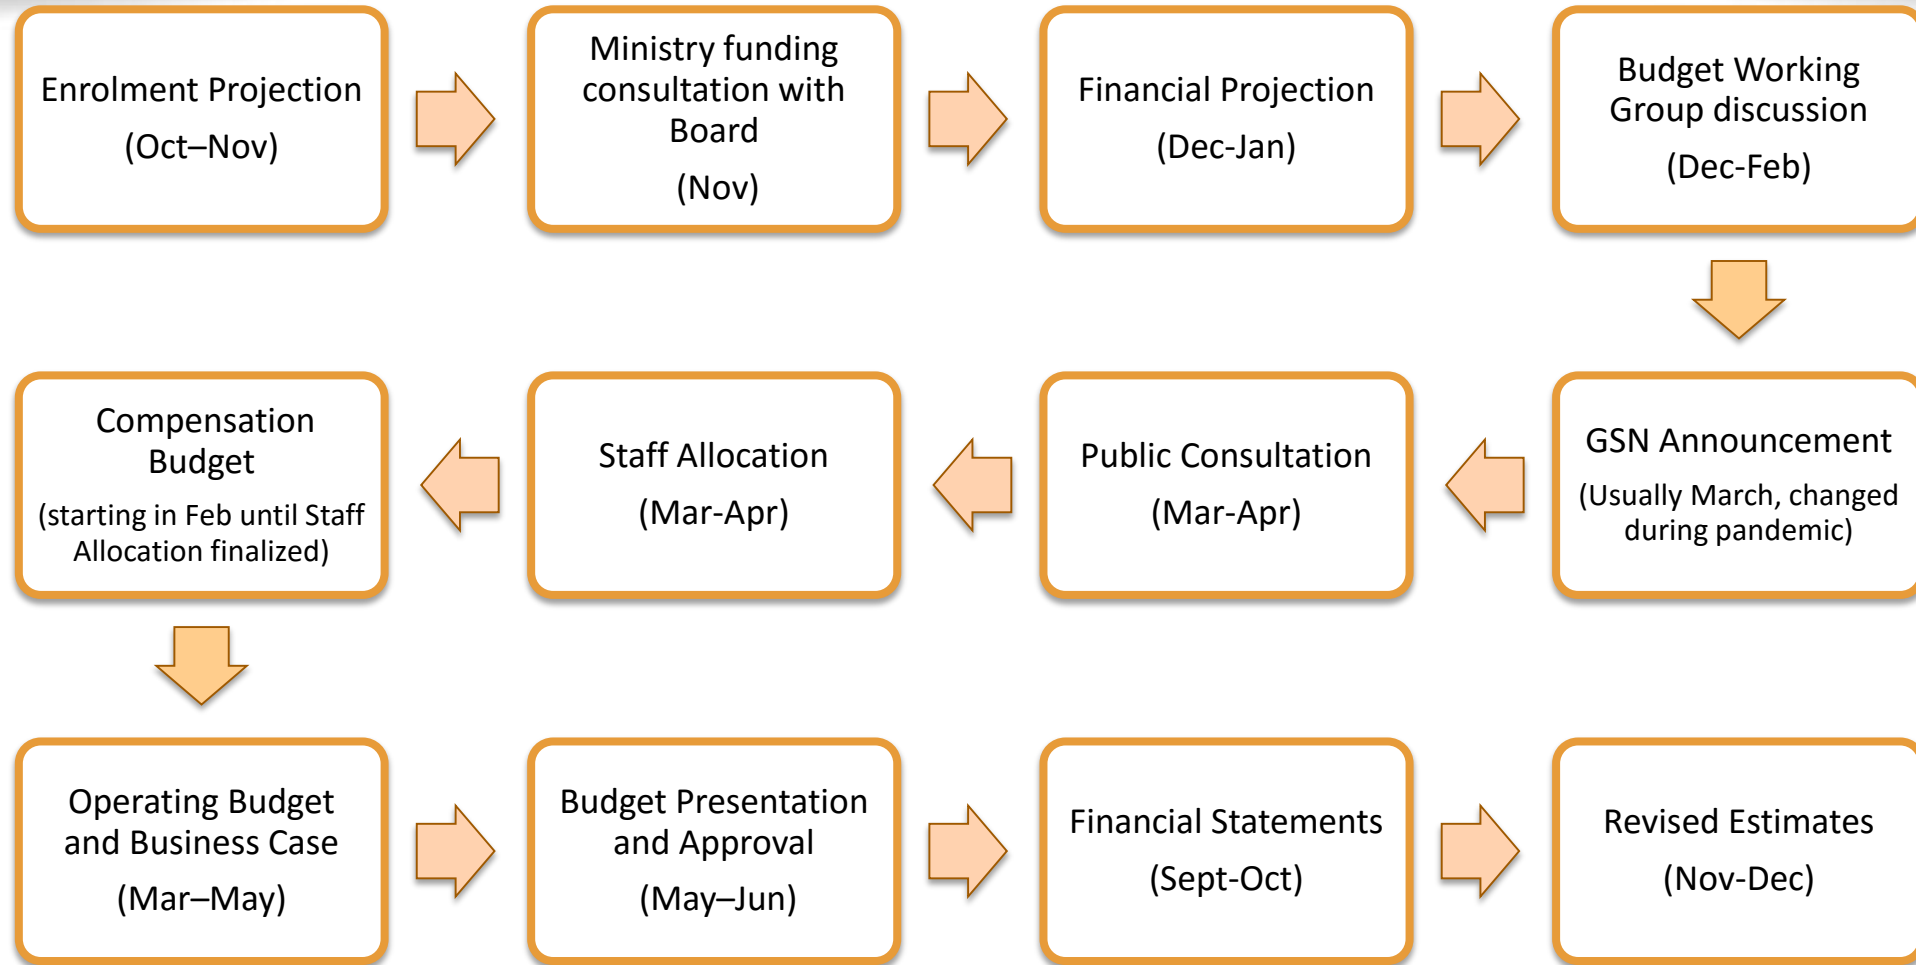 Enrolment Projection
(Oct–Nov)
Ministry funding
consultation with
Board
(Nov)
Financial Projection
(Dec-Jan)
Budget Working
Group discussion
(Dec-Feb)
GSN Announcement
(Usually March, changed
during pandemic)
Public Consultation
(Mar-Apr)
Staff Allocation
(Mar-Apr)
Compensation
Budget
(starting in Feb until Staff
Allocation finalized)
Operating Budget
and Business Case
(Mar–May)
Budget Presentation
and Approval
(May–Jun)
Financial Statements
(Sept-Oct)
Revised Estimates
(Nov-Dec)